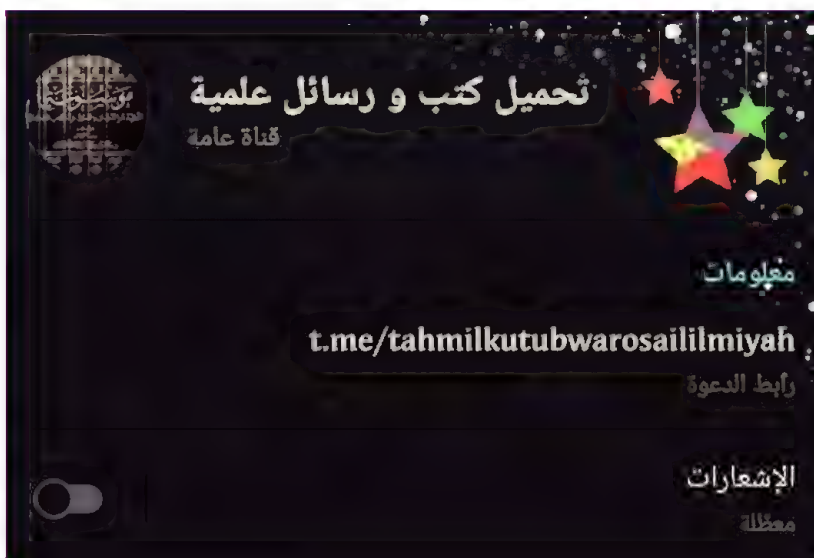 تحميل كتب و رسائل علمية
قناة عامة
معلومات
t.me/tahmilkutubwarosaililmiyah
رابط الدعوة
الإشعارات
معطلة